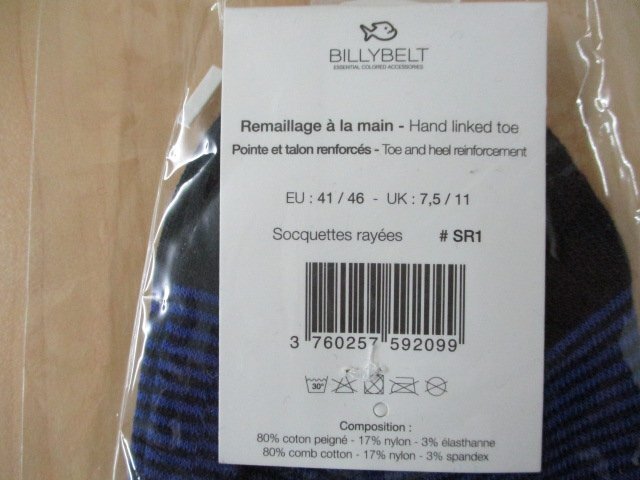 BILLYBELT
ESSENTIAL COLORED ACCESSORIES
Remaillage à la main - Hand linked toe
Pointe et talon renforcés - Toe and heel reinforcement
EU : 41 / 46 - UK : 7,5 / 11
Socquettes rayées # SR1
3 760257 592099
30°
Composition :
80% coton peigné - 17% nylon - 3% élasthanne
80% comb cotton - 17% nylon - 3% spandex